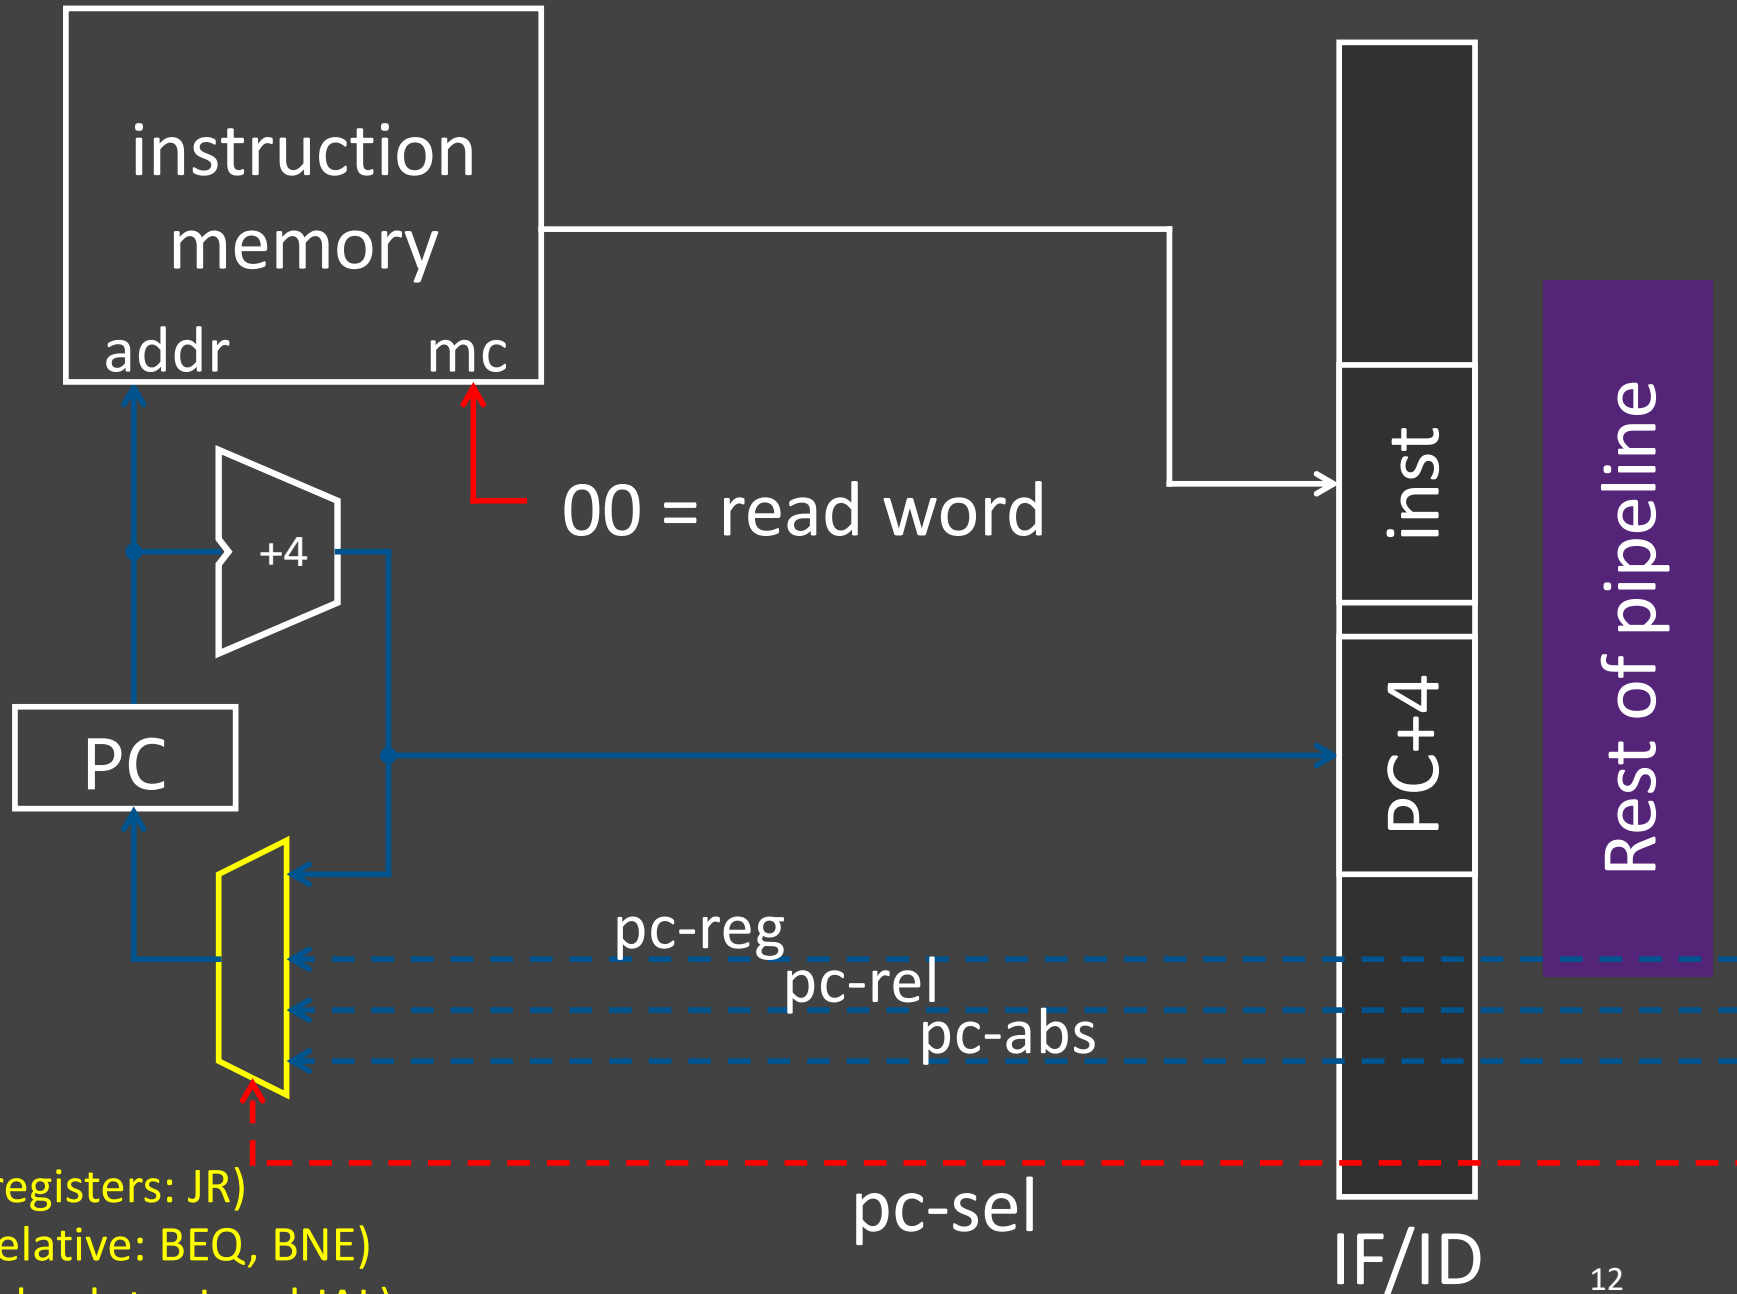 instruction
memory
addr
mc
+4
00 = read word
inst
PC+4
Rest of pipeline
PC
pc-reg
pc-rel
pc-abs
pc-sel
registers: JR)
elative: BEQ, BNE)
IF/ID
12